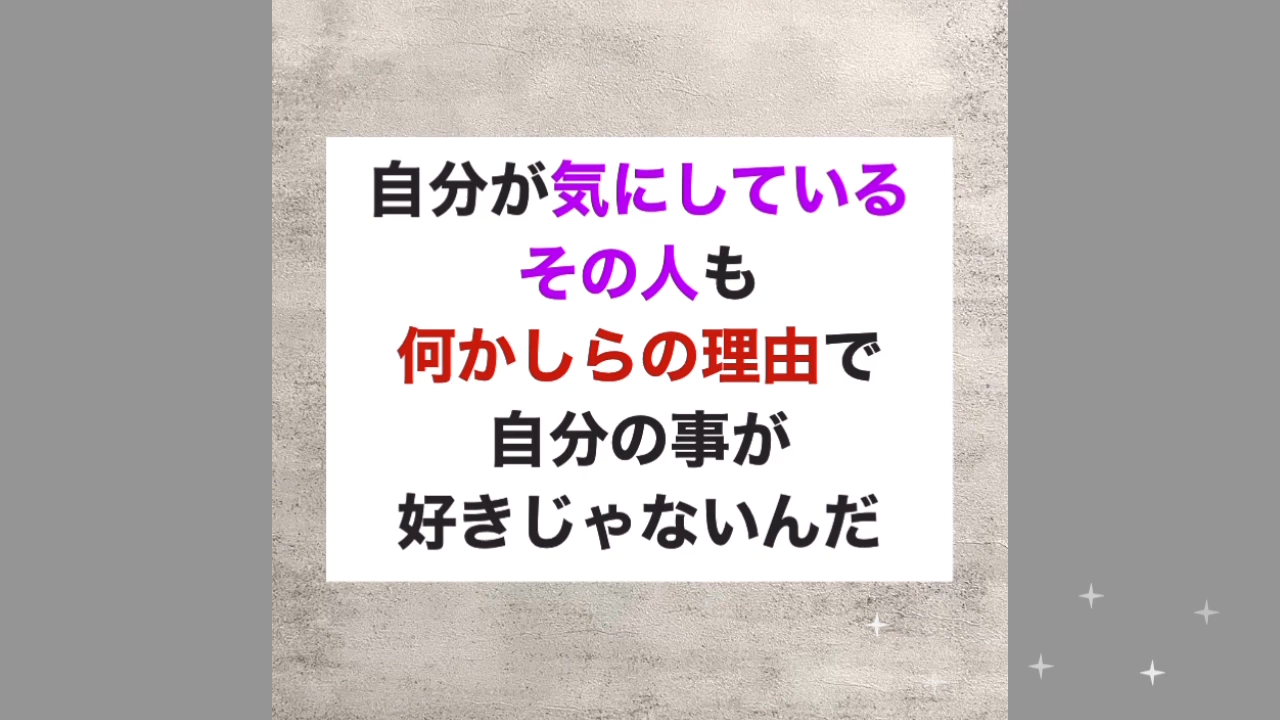 自分が気にしている
その人も
何かしらの理由で
自分の事が
好きじゃないんだ